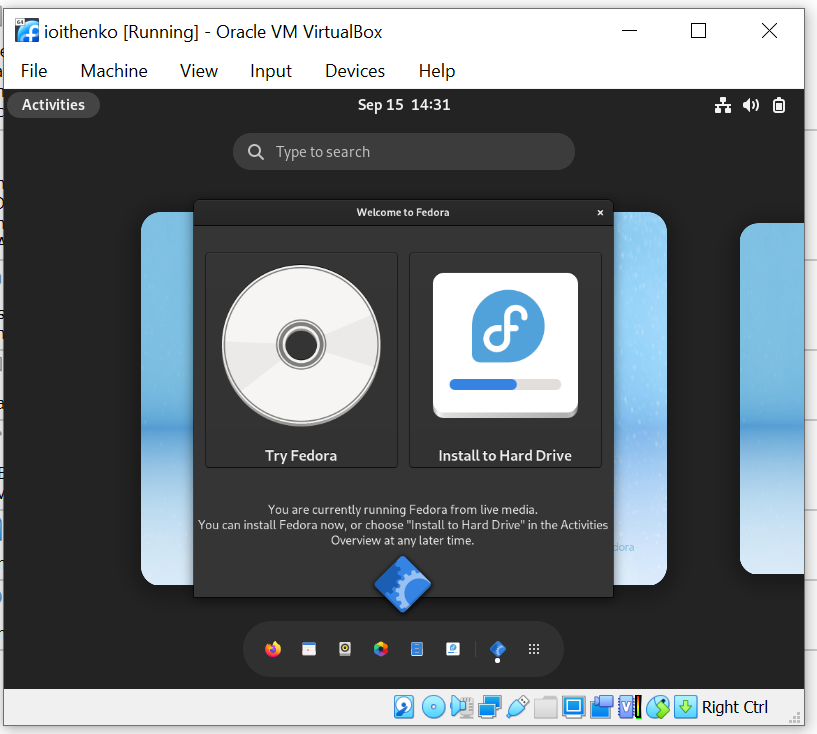 64
ioithenko [Running] - Oracle VM VirtualBox
File Machine View Input Devices Help
Activities
Sep 15 14:31
Type to search
Welcome to Fedora
Try Fedora
Install to Hard Drive
You are currently running Fedora from live media.
You can install Fedora now, or choose "Install to Hard Drive" in the Activities
Overview at any later time.
dora
Right Ctrl